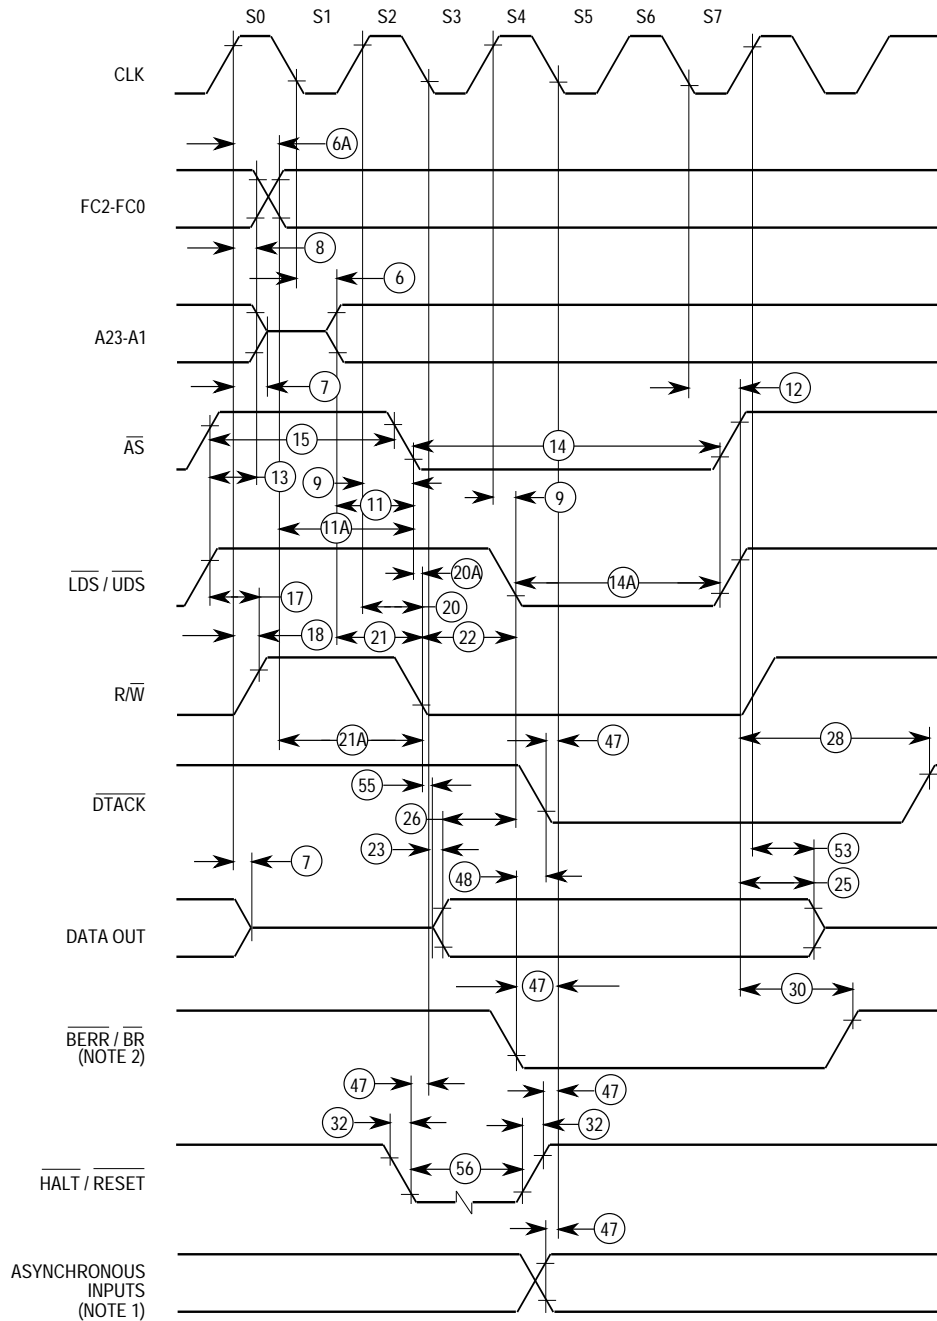 S0 S1 S2 S3 S4 S5 S6 S7
CLK
6A
FC2-FC0
8
6
A23-A1
7
12
AS
15
14
13
9
9
11
11A
LDS / UDS
20A
14A
17
20
18
21
22
R/W
21A
47
28
55
DTACK
26
23
53
7
48
25
DATA OUT
47
30
BERR / BR
(NOTE 2)
47
47
32
32
56
HALT / RESET
47
ASYNCHRONOUS
INPUTS
(NOTE 1)